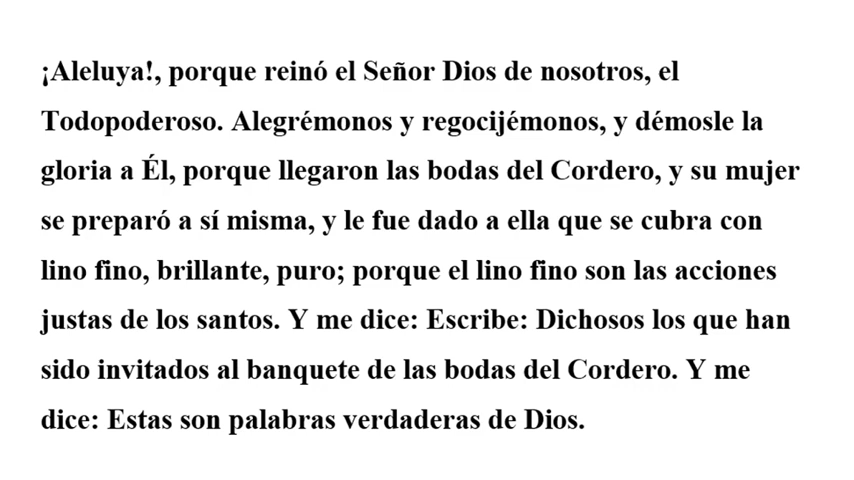 ¡Aleluya!, porque reinó el Señor Dios de nosotros, el
Todopoderoso. Alegrémonos y regocijémonos, y démosle la
gloria a Él, porque llegaron las bodas del Cordero, y su mujer
se preparó a sí misma, y le fue dado a ella que se cubra con
lino fino, brillante, puro; porque el lino fino son las acciones
justas de los santos. Y me dice: Escribe: Dichosos los que han
sido invitados al banquete de las bodas del Cordero. Y me
dice: Estas son palabras verdaderas de Dios.